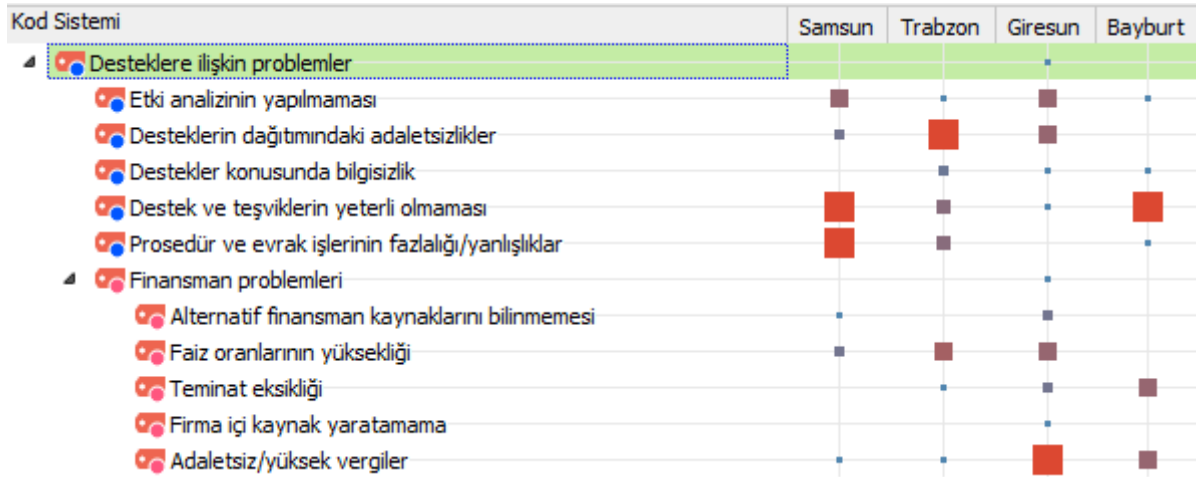 Kod Sistemi Samsun Trabzon Giresun Bayburt
Desteklere ilişkin problemler
Etki analizinin yapılmaması
Desteklerin dağıtımındaki adaletsizlikler
Destekler konusunda bilgisizlik
Destek ve teşviklerin yeterli olmaması
Prosedür ve evrak işlerinin fazlalığı/yanlışlıklar
Finansman problemleri
Alternatif finansman kaynaklarını bilinmemesi
Faiz oranlarının yüksekliği
Teminat eksikliği
Firma içi kaynak yaratamama
Adaletsiz/yüksek vergiler